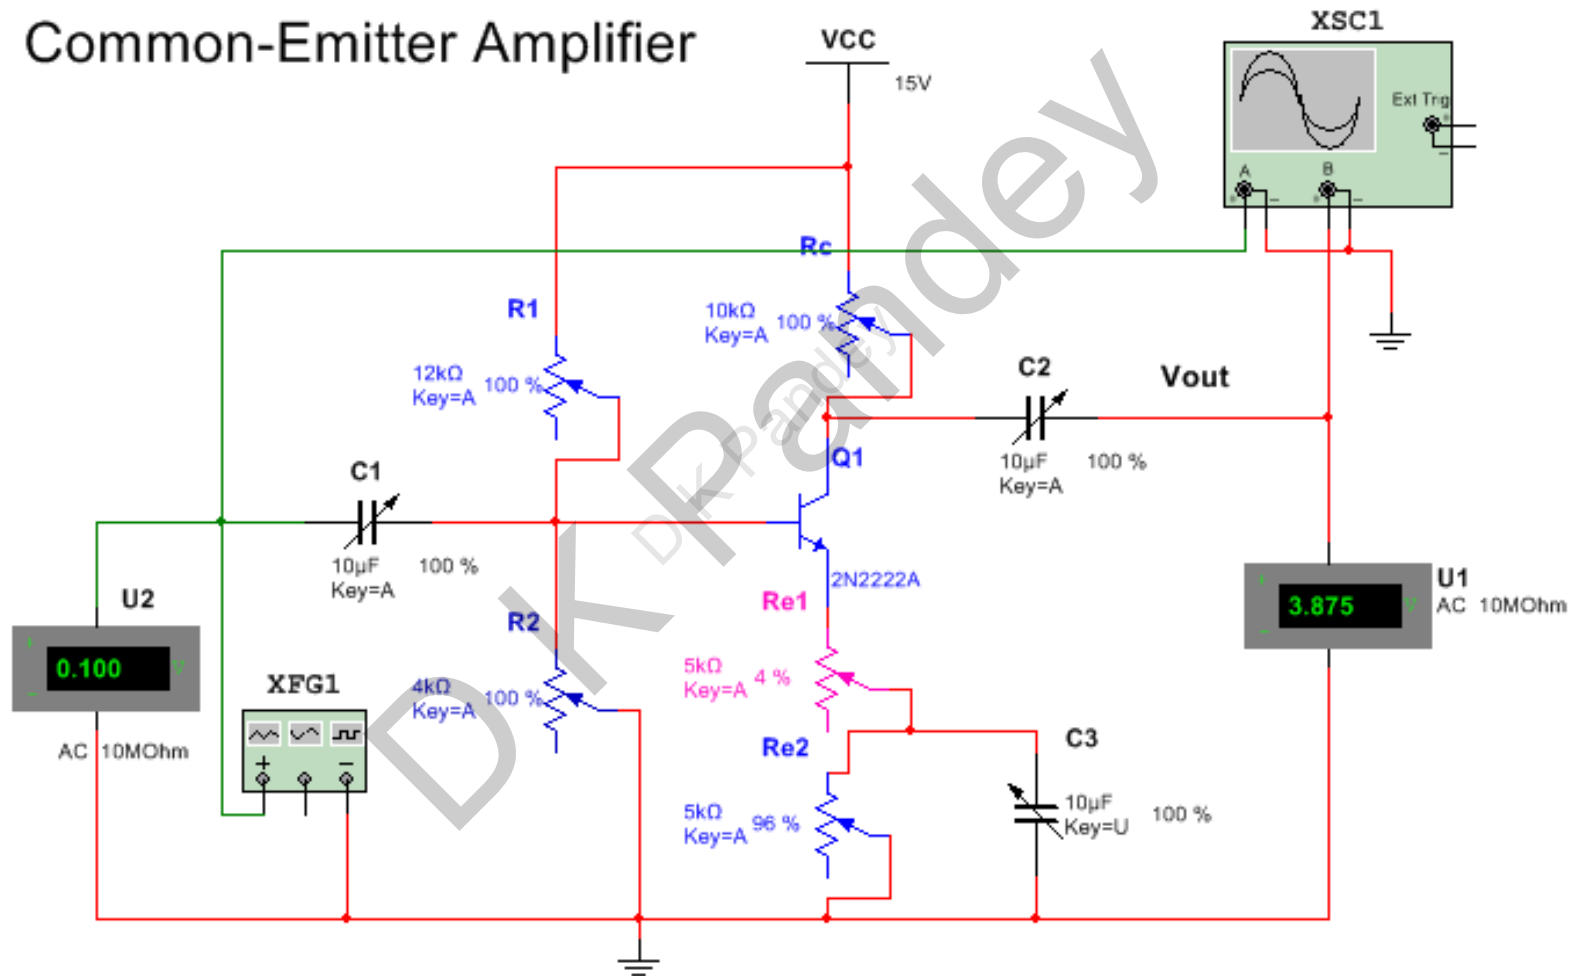 Common-Emitter Amplifier
VCC
15V
XSC1
Ext Trig
A
B
Rc
10kΩ
Key=A
100 %
R1
12kΩ
Key=A
100 %
C2
10µF
Key=A
100 %
Vout
Q1
2N2222A
C1
10µF
Key=A
100 %
U2
0.100 V
AC 10MOhm
XFG1
R2
4kΩ
Key=A
100 %
Re1
5kΩ
Key=A
4 %
Re2
5kΩ
Key=A
96 %
C3
10µF
Key=U
100 %
U1
3.875 V
AC 10MOhm
D K Pandey
D K Pandey